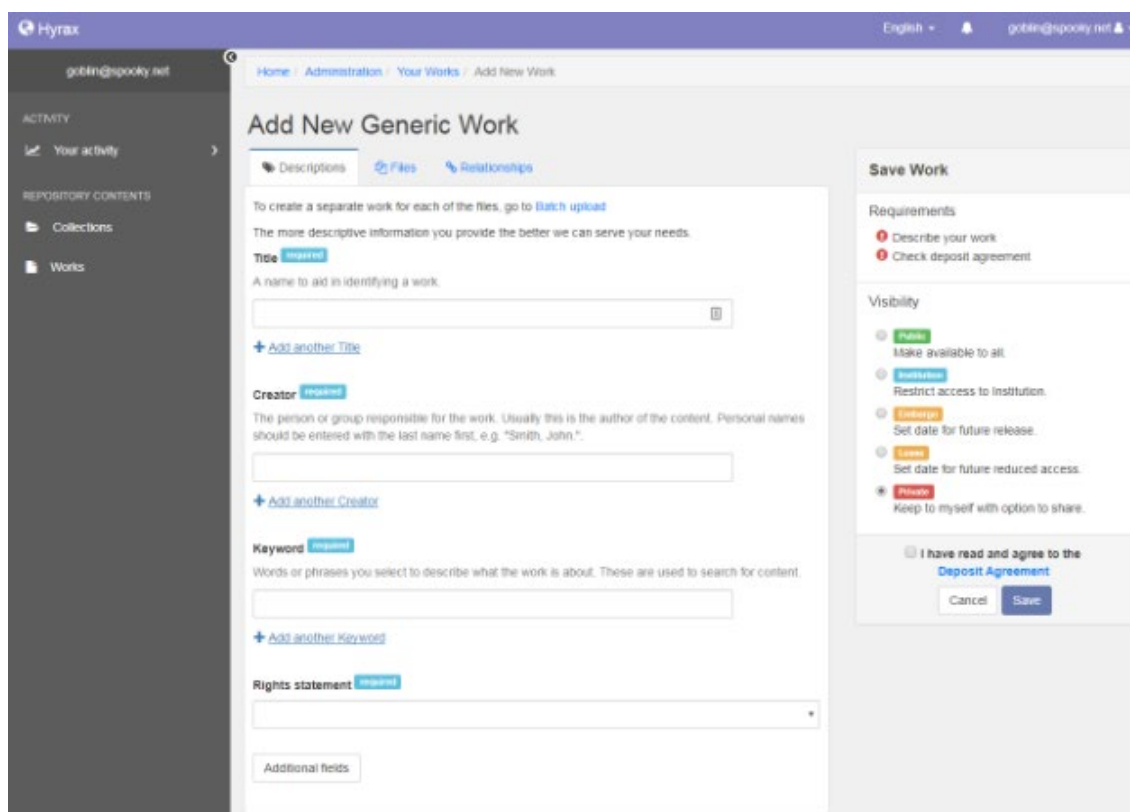 Hyrax
English
goblin@spooky.net
goblin@spooky.net
ACTIVITY
Your activity
REPOSITORY CONTENTS
Collections
Works
Home / Administration / Your Works / Add New Work
Add New Generic Work
Descriptions Files Relationships
To create a separate work for each of the files, go to Batch upload
The more descriptive information you provide the better we can serve your needs.
Title required
A name to aid in identifying a work.
+ Add another Title
Creator required
The person or group responsible for the work. Usually this is the author of the content. Personal names
should be entered with the last name first, e.g. "Smith, John.".
+ Add another Creator
Keyword required
Words or phrases you select to describe what the work is about. These are used to search for content.
+ Add another Keyword
Rights statement required
Additional fields
Save Work
Requirements
Describe your work
Check deposit agreement
Visibility
Public
Make available to all.
Institution
Restrict access to Institution.
Embargo
Set date for future release.
Lease
Set date for future reduced access.
Private
Keep to myself with option to share.
I have read and agree to the
Deposit Agreement
Cancel Save